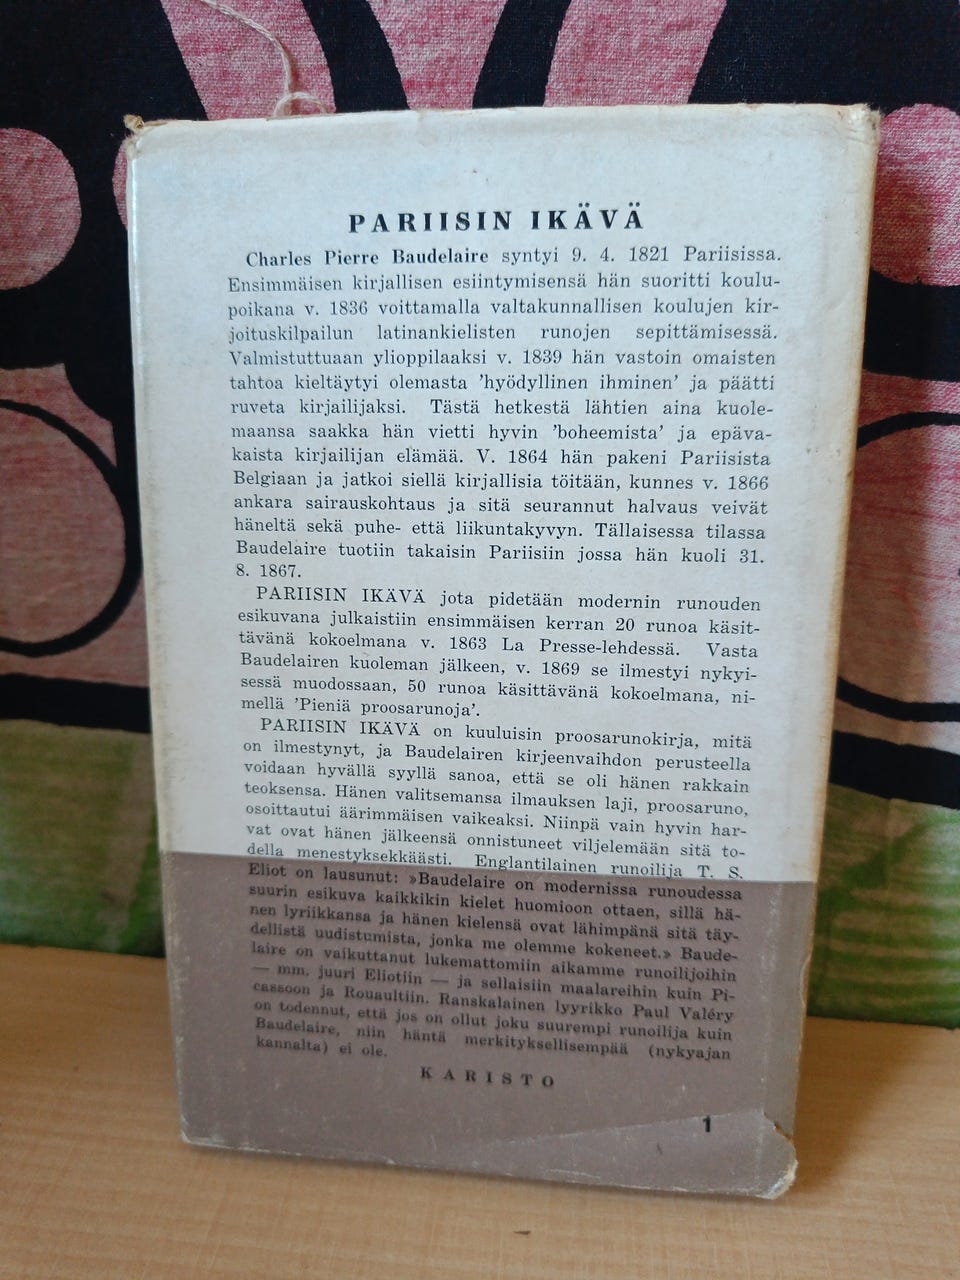 PARIISIN IKÄVÄ
Charles Pierre Baudelaire syntyi 9. 4. 1821 Pariisissa.
Ensimmäisen kirjallisen esiintymisensä hän suoritti koulu-
poikana v. 1836 voittamalla valtakunnallisen koulujen kir-
joituskilpailun latinankielisten runojen sepittämisessä.
Valmistuttuaan ylioppilaaksi v. 1839 hän vastoin omaisten
tahtoa kieltäytyi olemasta 'hyödyllinen ihminen' ja päätti
ruveta kirjailijaksi. Tästä hetkestä lähtien aina kuole-
maansa saakka hän vietti hyvin 'boheemista' ja epäva-
kaista kirjailijan elämää. V. 1864 hän pakeni Pariisista
Belgiaan ja jatkoi siellä kirjallisia töitään, kunnes v. 1866
ankara sairauskohtaus ja sitä seurannut halvaus veivät
häneltä sekä puhe- että liikuntakyvyn. Tällaisessa tilassa
Baudelaire tuotiin takaisin Pariisiin jossa hän kuoli 31.
8. 1867.
PARIISIN IKÄVÄ jota pidetään modernin runouden
esikuvana julkaistiin ensimmäisen kerran 20 runoa käsit-
tävänä kokoelmana v. 1863 La Presse-lehdessä. Vasta
Baudelairen kuoleman jälkeen, v. 1869 se ilmestyi nykyi-
sessä muodossaan, 50 runoa käsittävänä kokoelmana, ni-
mellä 'Pieniä proosarunoja'.
PARIISIN IKÄVÄ on kuuluisin proosarunokirja, mitä
on ilmestynyt, ja Baudelairen kirjeenvaihdon perusteella
voidaan hyvällä syyllä sanoa, että se oli hänen rakkain
teoksensa. Hänen valitsemansa ilmauksen laji, proosaruno,
osoittautui äärimmäisen vaikeaksi. Niinpä vain hyvin har-
vat ovat hänen jälkeensä onnistuneet viljelemään sitä to-
della menestyksekkäästi. Englantilainen runoilija T. S.
Eliot on lausunut: »Baudelaire on modernissa runoudessa
suurin esikuva kaikkikin kielet huomioon ottaen, sillä hä-
nen lyriikkansa ja hänen kielensä ovat lähimpänä sitä täy-
dellistä uudistumista, jonka me olemme kokeneet.» Baude-
laire on vaikuttanut lukemattomiin aikamme runoilijoihin
— mm. juuri Eliotiin — ja sellaisiin maalareihin kuin Pi-
cassoon ja Rouaultiin. Ranskalainen lyyrikko Paul Valéry
on todennut, että jos on ollut joku suurempi runoilija kuin
Baudelaire, niin häntä merkityksellisempää (nykyajan
kannalta) ei ole.
KARISTO
1